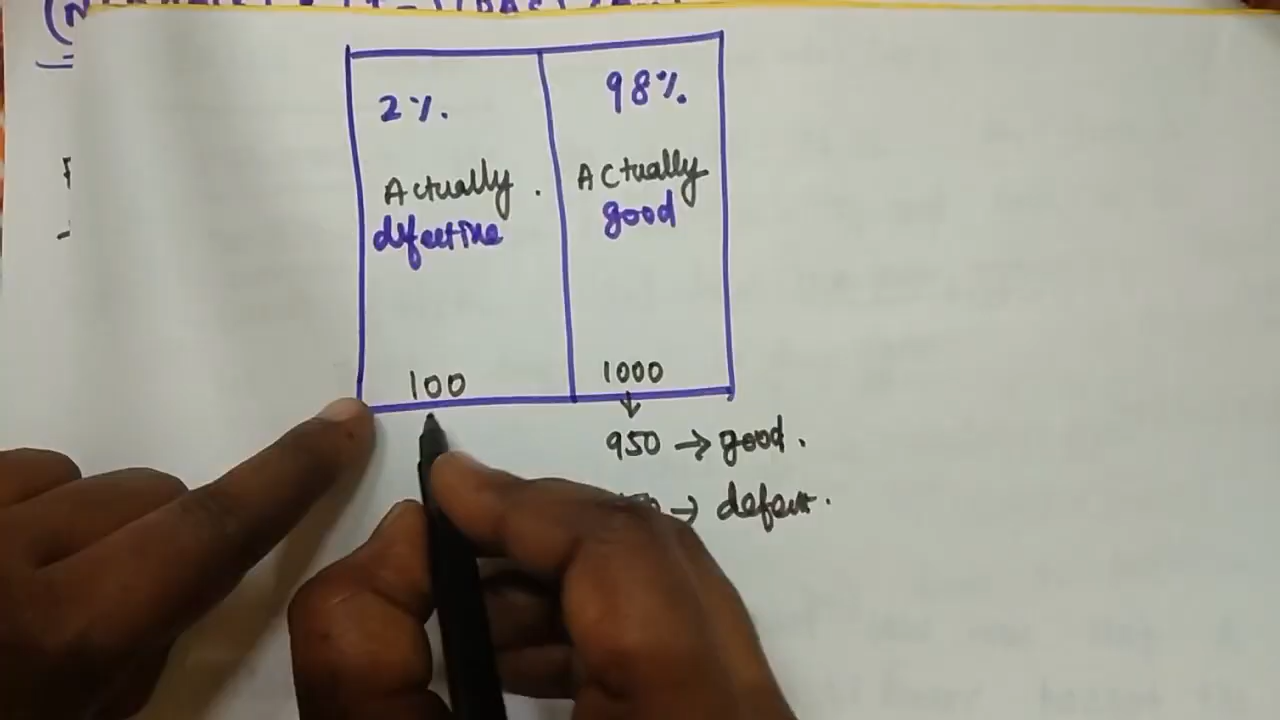 2%.
98%.
Actually.
Actually
defective
good
100
1000
950 → good.
→ defect.